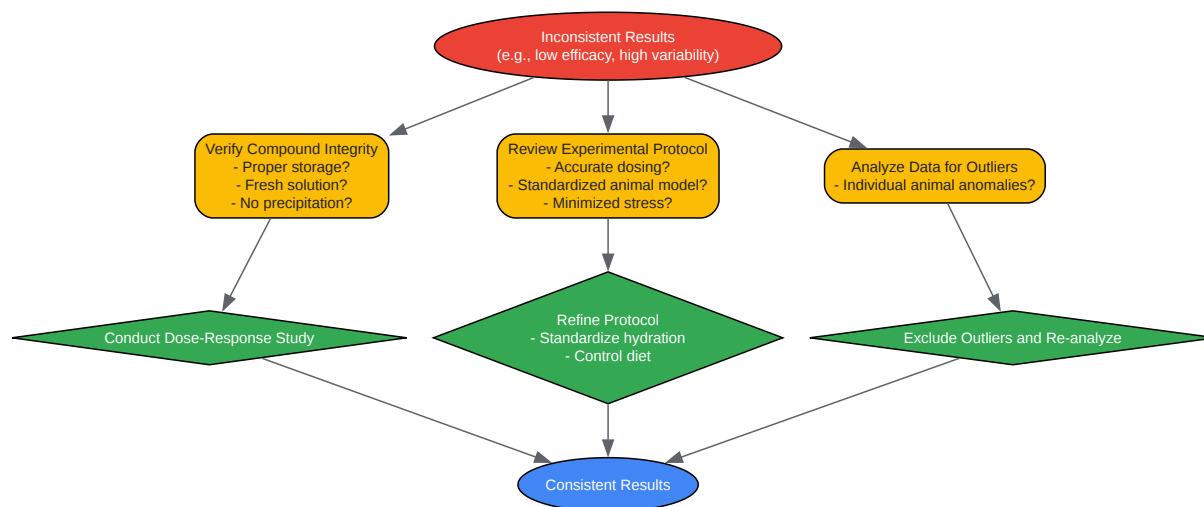 Inconsistent Results
(e.g., low efficacy, high variability)
Verify Compound Integrity
- Proper storage?
- Fresh solution?
- No precipitation?
Review Experimental Protocol
- Accurate dosing?
- Standardized animal model?
- Minimized stress?
Analyze Data for Outliers
- Individual animal anomalies?
Conduct Dose-Response Study
Refine Protocol
- Standardize hydration
- Control diet
Exclude Outliers and Re-analyze
Consistent Results